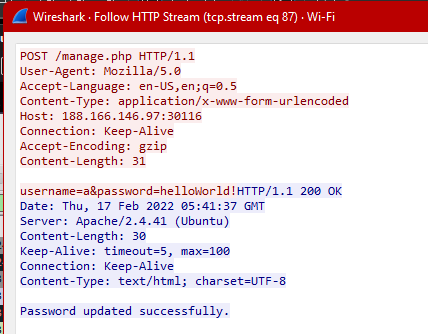 Wireshark · Follow HTTP Stream (tcp.stream eq 87) · Wi-Fi
POST /manage.php HTTP/1.1
User-Agent: Mozilla/5.0
Accept-Language: en-US,en;q=0.5
Content-Type: application/x-www-form-urlencoded
Host: 188.166.146.97:30116
Connection: Keep-Alive
Accept-Encoding: gzip
Content-Length: 31
username=a&password=helloWorld!HTTP/1.1 200 OK
Date: Thu, 17 Feb 2022 05:41:37 GMT
Server: Apache/2.4.41 (Ubuntu)
Content-Length: 30
Keep-Alive: timeout=5, max=100
Connection: Keep-Alive
Content-Type: text/html; charset=UTF-8
Password updated successfully.